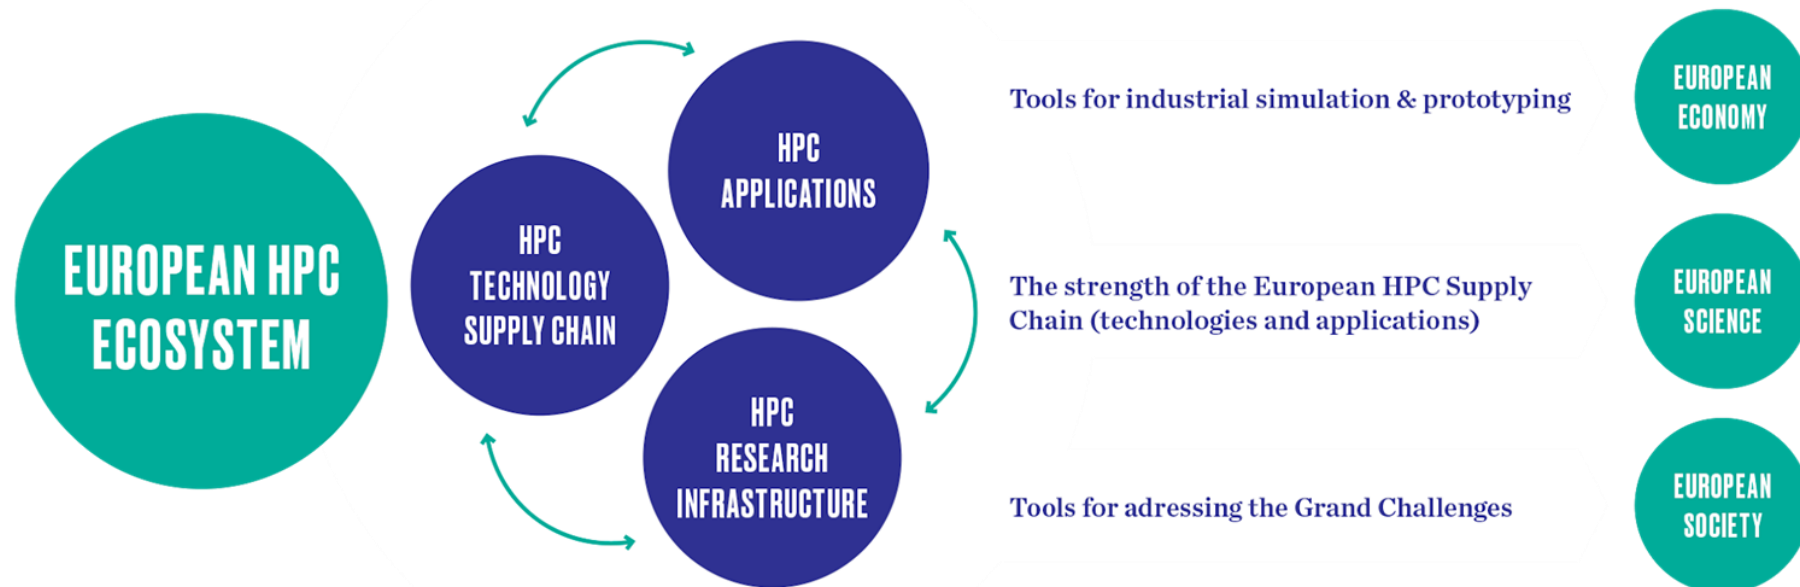 EUROPEAN HPC
ECOSYSTEM
HPC
TECHNOLOGY
SUPPLY CHAIN
HPC
APPLICATIONS
HPC
RESEARCH
INFRASTRUCTURE
Tools for industrial simulation & prototyping
The strength of the European HPC Supply
Chain (technologies and applications)
Tools for adressing the Grand Challenges
EUROPEAN
ECONOMY
EUROPEAN
SCIENCE
EUROPEAN
SOCIETY